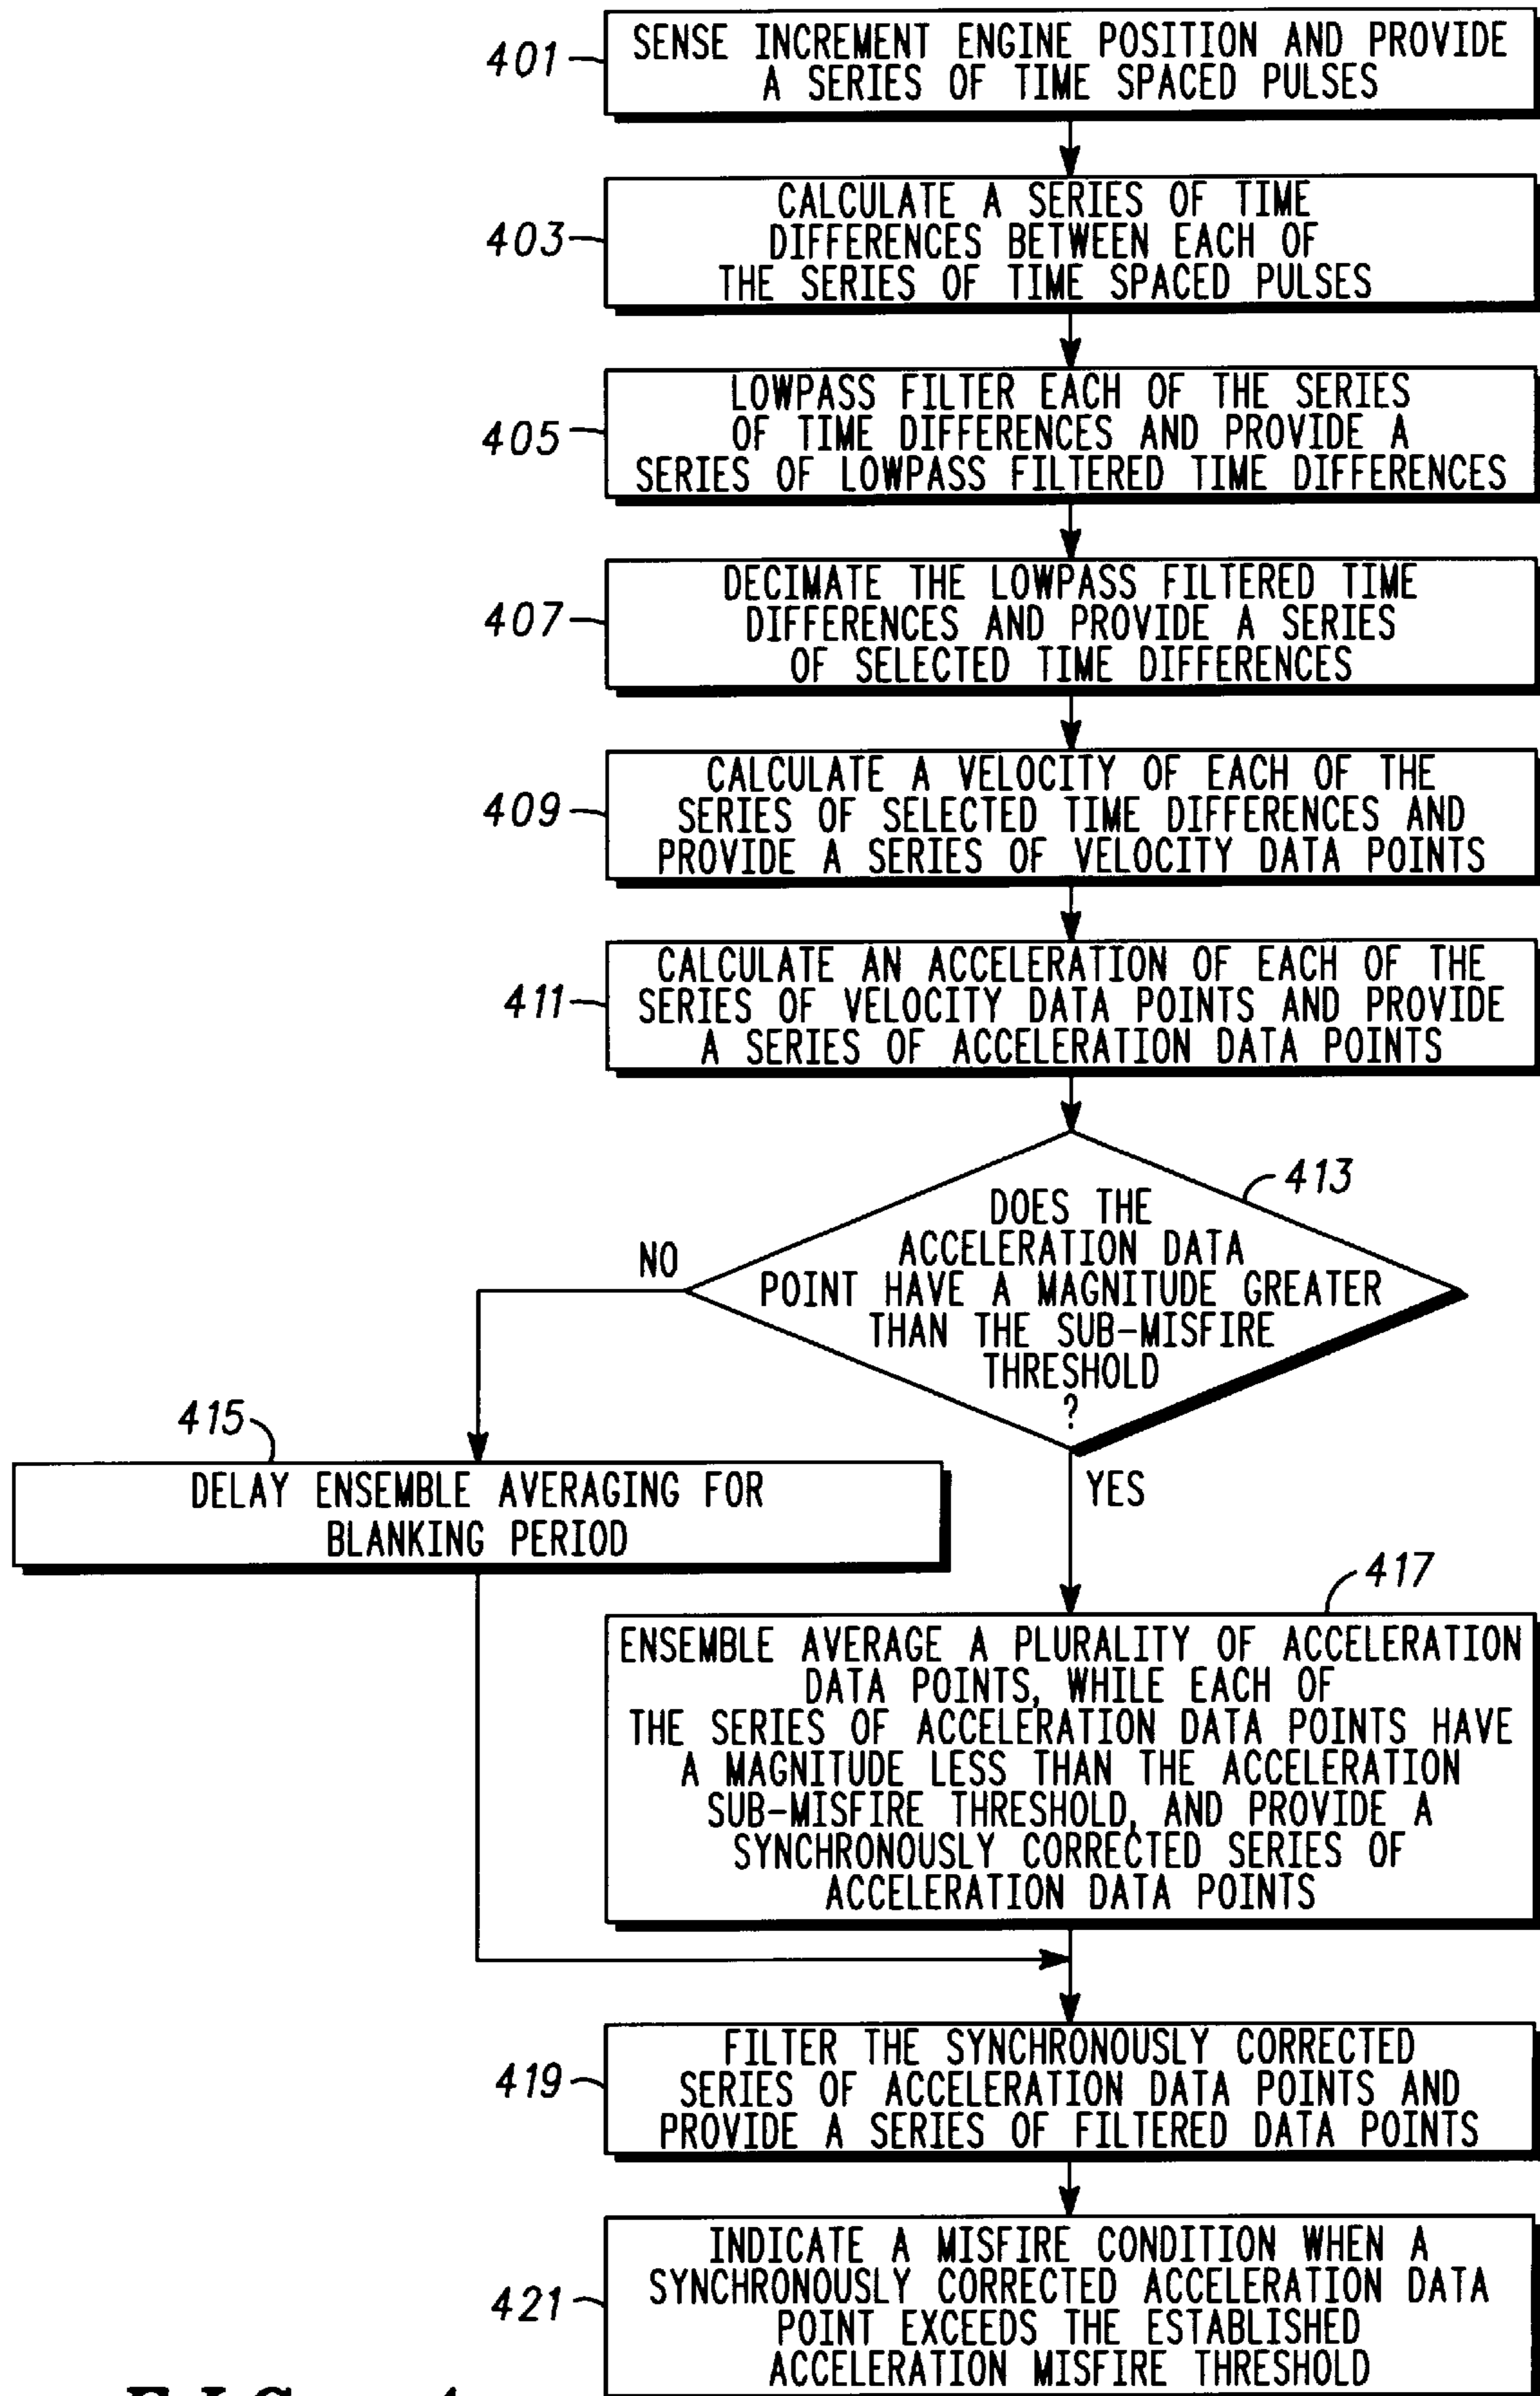 401
SENSE INCREMENT ENGINE POSITION AND PROVIDE
A SERIES OF TIME SPACED PULSES
403
CALCULATE A SERIES OF TIME
DIFFERENCES BETWEEN EACH OF
THE SERIES OF TIME SPACED PULSES
405
LOWPASS FILTER EACH OF THE SERIES
OF TIME DIFFERENCES AND PROVIDE A
SERIES OF LOWPASS FILTERED TIME DIFFERENCES
407
DECIMATE THE LOWPASS FILTERED TIME
DIFFERENCES AND PROVIDE A SERIES
OF SELECTED TIME DIFFERENCES
409
CALCULATE A VELOCITY OF EACH OF THE
SERIES OF SELECTED TIME DIFFERENCES AND
PROVIDE A SERIES OF VELOCITY DATA POINTS
411
CALCULATE AN ACCELERATION OF EACH OF THE
SERIES OF VELOCITY DATA POINTS AND PROVIDE
A SERIES OF ACCELERATION DATA POINTS
413
DOES THE
ACCELERATION DATA
POINT HAVE A MAGNITUDE GREATER
THAN THE SUB-MISFIRE
THRESHOLD
?
NO
YES
415
DELAY ENSEMBLE AVERAGING FOR
BLANKING PERIOD
417
ENSEMBLE AVERAGE A PLURALITY OF ACCELERATION
DATA POINTS, WHILE EACH OF
THE SERIES OF ACCELERATION DATA POINTS HAVE
A MAGNITUDE LESS THAN THE ACCELERATION
SUB-MISFIRE THRESHOLD, AND PROVIDE A
SYNCHRONOUSLY CORRECTED SERIES OF
ACCELERATION DATA POINTS
419
FILTER THE SYNCHRONOUSLY CORRECTED
SERIES OF ACCELERATION DATA POINTS AND
PROVIDE A SERIES OF FILTERED DATA POINTS
421
INDICATE A MISFIRE CONDITION WHEN A
SYNCHRONOUSLY CORRECTED ACCELERATION DATA
POINT EXCEEDS THE ESTABLISHED
ACCELERATION MISFIRE THRESHOLD